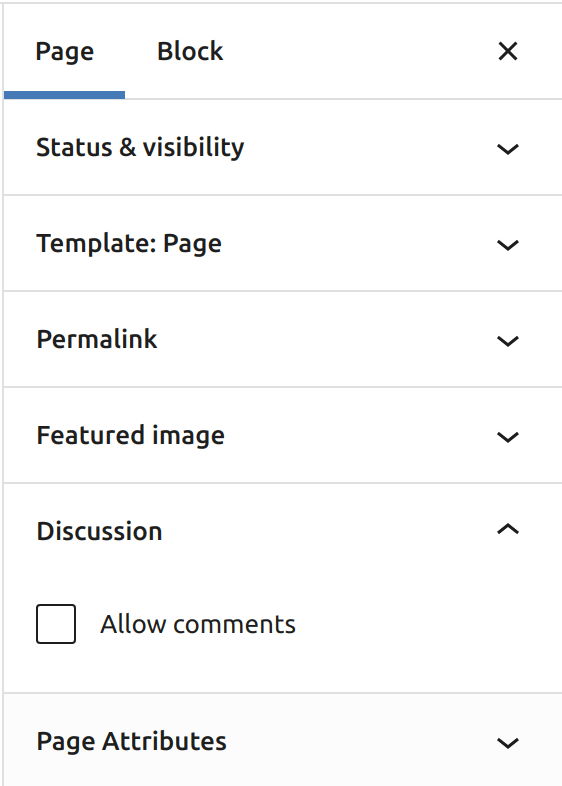 Page Block
Status & visibility
Template: Page
Permalink
Featured image
Discussion
Allow comments
Page Attributes